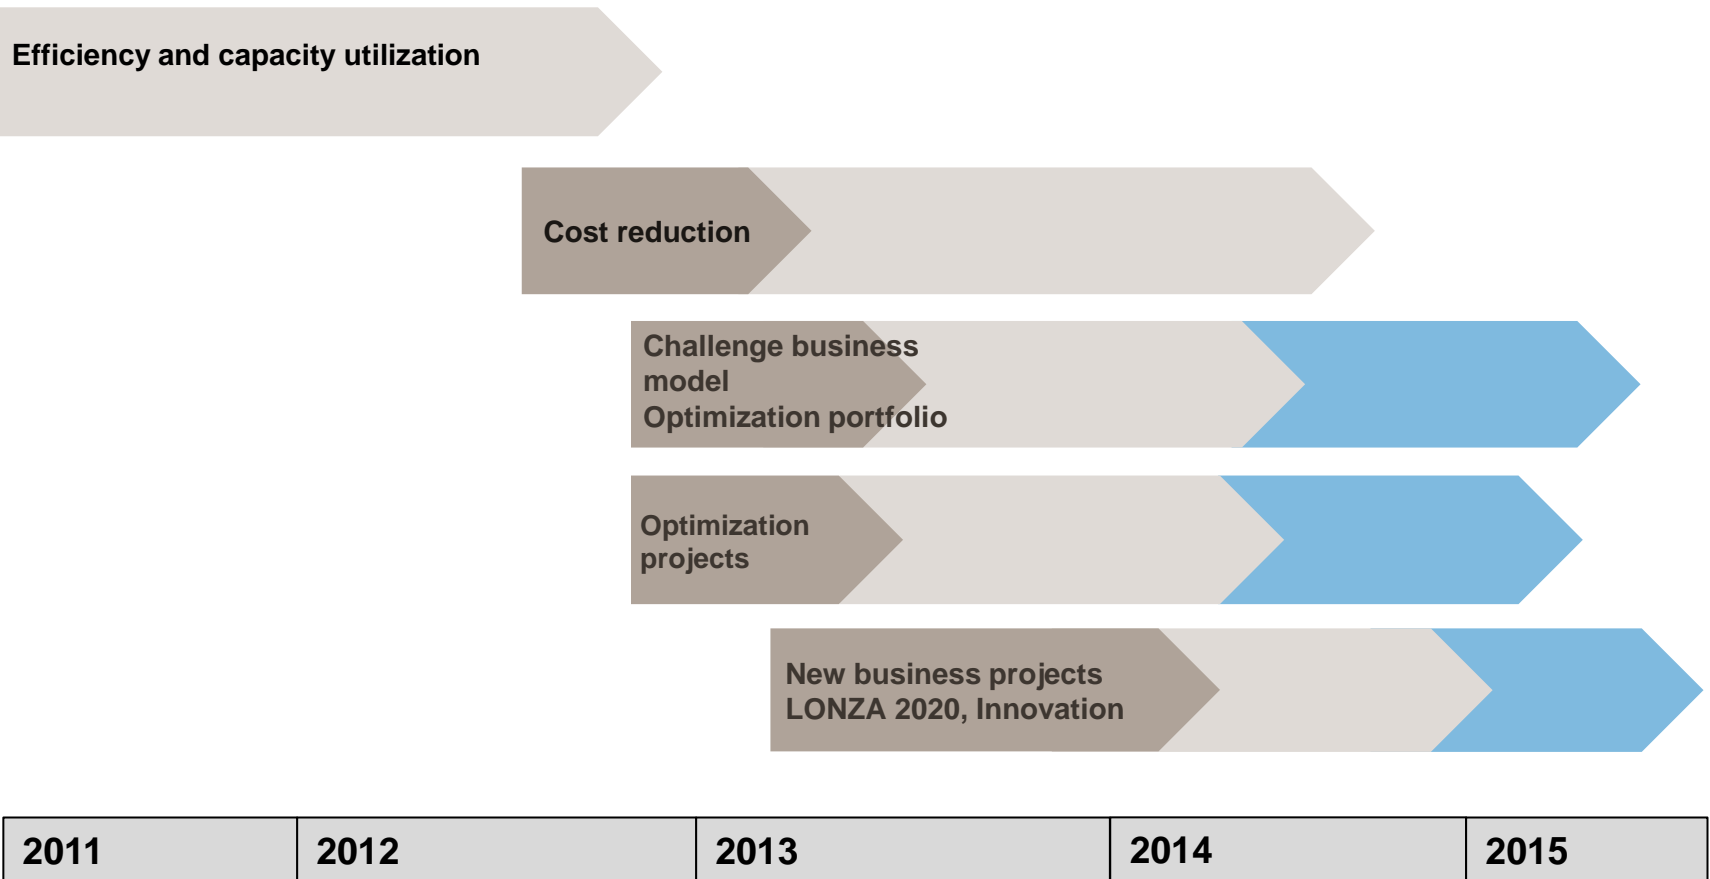 Efficiency and capacity utilization
Cost reduction
Challenge business
model
Optimization portfolio
Optimization
projects
New business projects
LONZA 2020, Innovation
2011 2012 2013 2014 2015